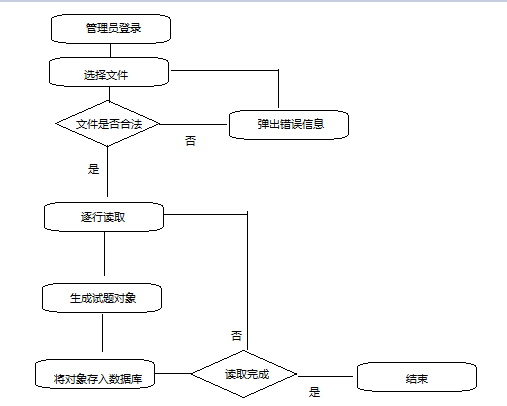 管理员登录
选择文件
文件是否合法
弹出错误信息
否
是
逐行读取
生成试题对象
否
将对象存入数据库
读取完成
结束
是